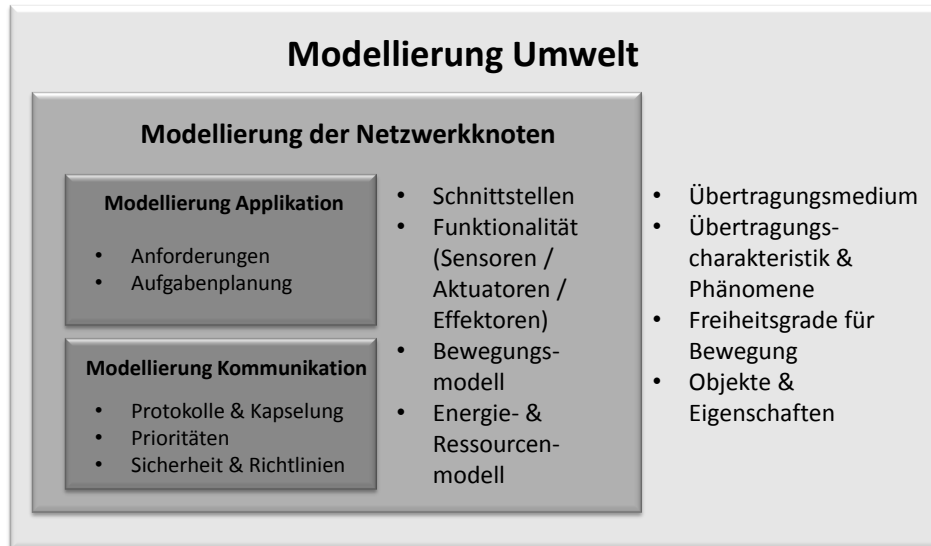 Modellierung Umwelt
Modellierung der Netzwerkknoten
Modellierung Applikation
• Anforderungen
• Aufgabenplanung
Modellierung Kommunikation
• Protokolle & Kapselung
• Prioritäten
• Sicherheit & Richtlinien
• Schnittstellen
• Funktionalität
(Sensoren /
Aktuatoren /
Effektoren)
• Bewegungs-
modell
• Energie- &
Ressourcen-
modell
• Übertragungsmedium
• Übertragungs-
charakteristik &
Phänomene
• Freiheitsgrade für
Bewegung
• Objekte &
Eigenschaften